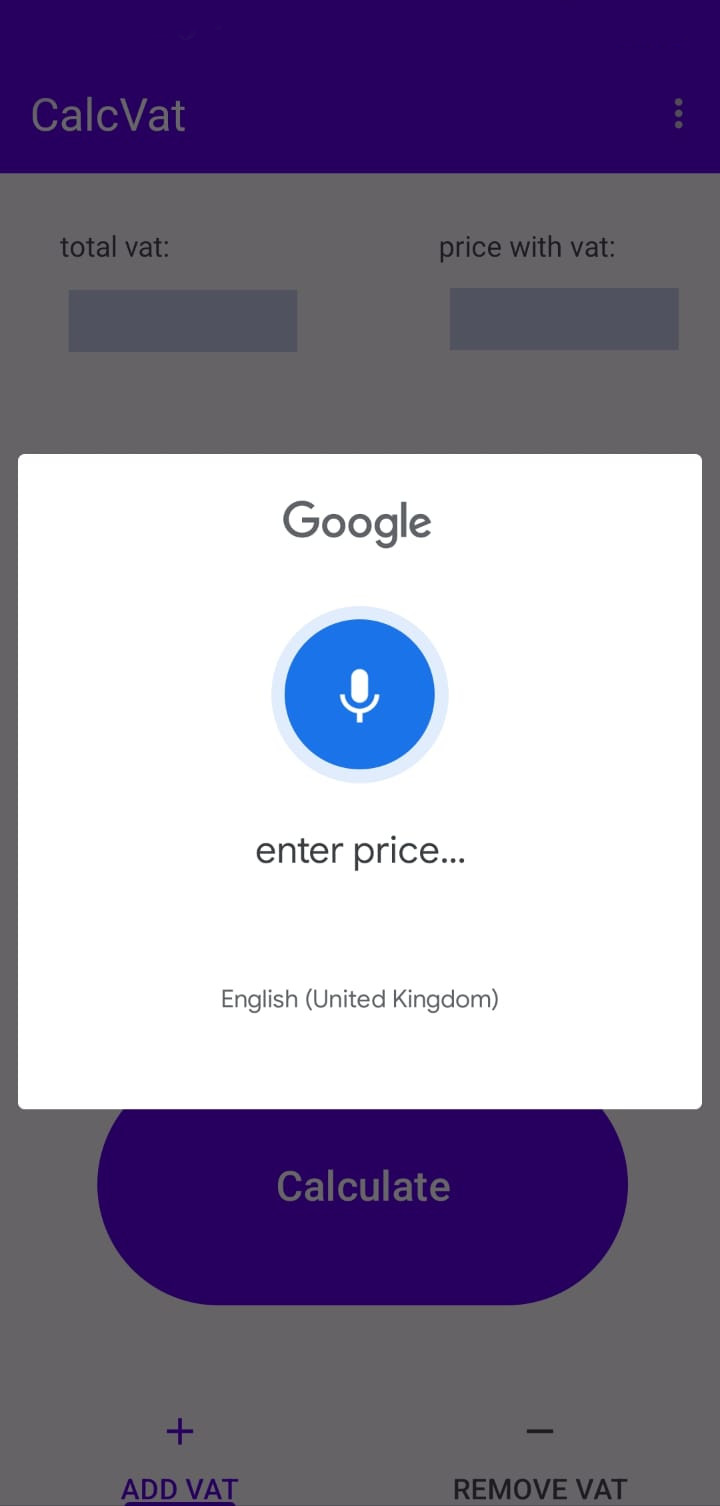 CalcVat
total vat:
price with vat:
Google
enter price...
English (United Kingdom)
Calculate
ADD VAT
REMOVE VAT